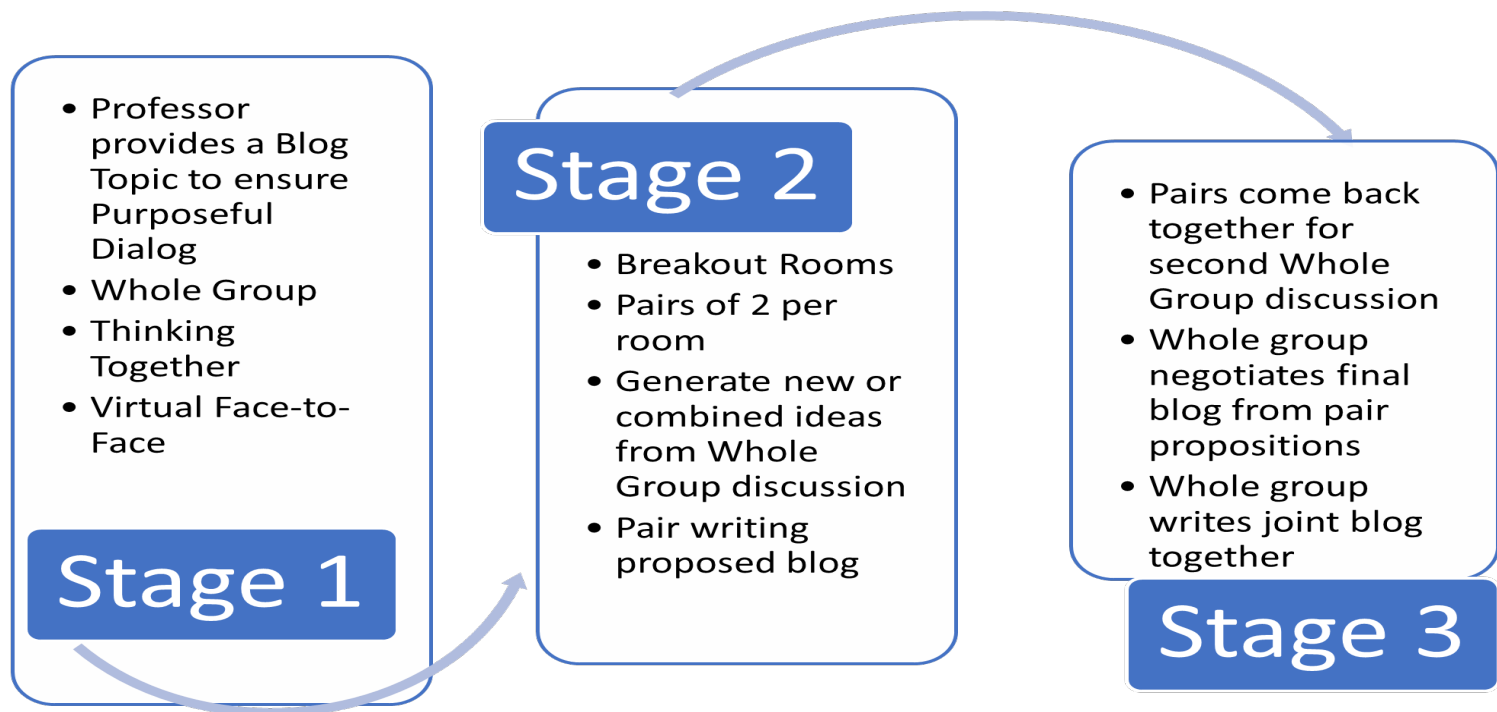 • Professor
provides a Blog
Topic to ensure
Purposeful
Dialog
• Whole Group
• Thinking
Together
• Virtual Face-to-
Face
Stage 1
Stage 2
• Breakout Rooms
• Pairs of 2 per
room
• Generate new or
combined ideas
from Whole
Group discussion
• Pair writing
proposed blog
• Pairs come back
together for
second Whole
Group discussion
• Whole group
negotiates final
blog from pair
propositions
• Whole group
writes joint blog
together
Stage 3